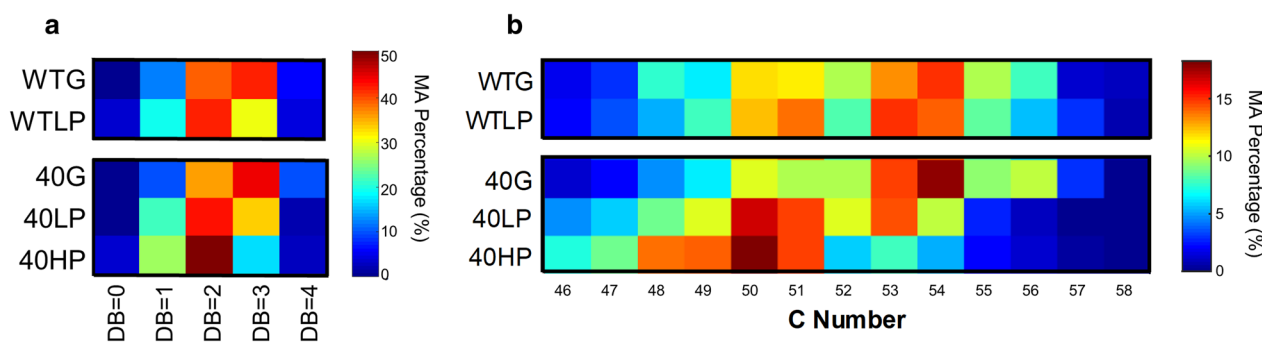 a
WTG
WTLP
40G
40LP
40HP
DB=0
DB=1
DB=2
DB=3
DB=4
50
40
30
20
10
0
MA Percentage (%)
b
WTG
WTLP
40G
40LP
40HP
46 47 48 49 50 51 52 53 54 55 56 57 58
C Number
15
10
5
0
MA Percentage (%)